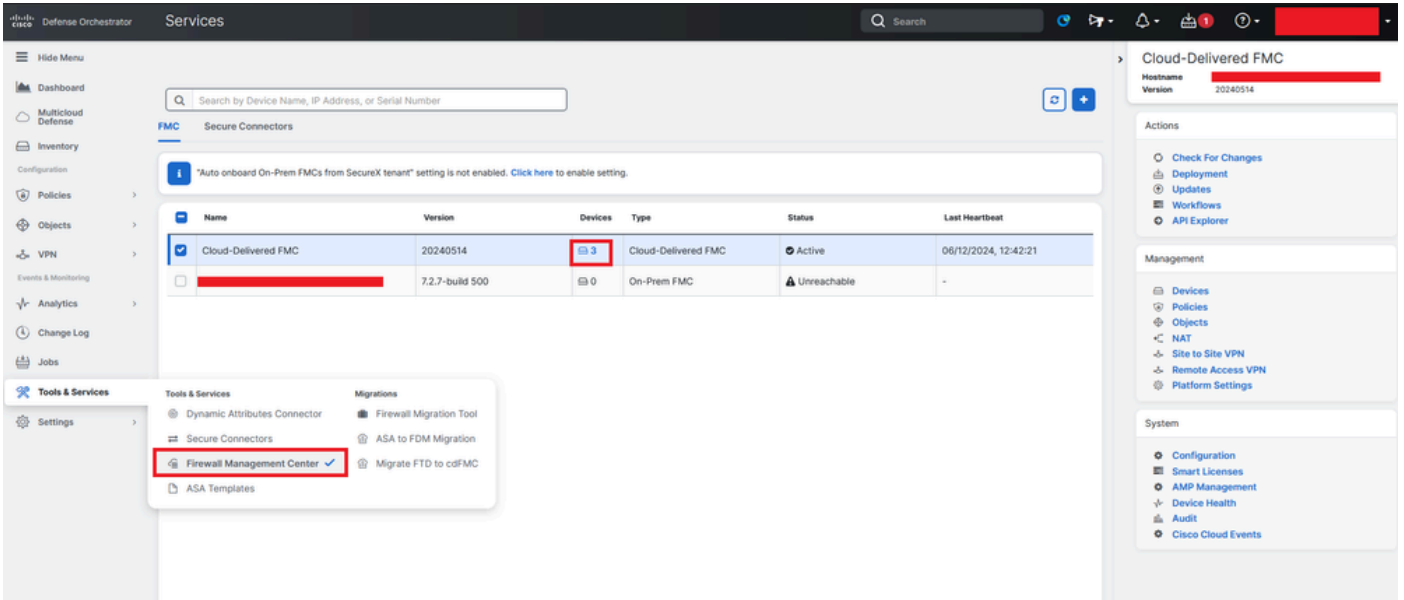 cisco Defense Orchestrator
Services
Search
1
Hide Menu
Dashboard
Multicloud
Defense
Inventory
Configuration
Policies
Objects
VPN
Events & Monitoring
Analytics
Change Log
Jobs
Tools & Services
Settings
Search by Device Name, IP Address, or Serial Number
FMC Secure Connectors
"Auto onboard On-Prem FMCs from SecureX tenant" setting is not enabled. Click here to enable setting.
Name Version Devices Type Status Last Heartbeat
Cloud-Delivered FMC 20240514 3 Cloud-Delivered FMC Active 06/12/2024, 12:42:21
7.2.7-build 500 0 On-Prem FMC Unreachable -
Tools & Services
Dynamic Attributes Connector
Secure Connectors
Firewall Management Center
ASA Templates
Migrations
Firewall Migration Tool
ASA to FDM Migration
Migrate FTD to cdFMC
Cloud-Delivered FMC
Hostname
Version 20240514
Actions
Check For Changes
Deployment
Updates
Workflows
API Explorer
Management
Devices
Policies
Objects
NAT
Site to Site VPN
Remote Access VPN
Platform Settings
System
Configuration
Smart Licenses
AMP Management
Device Health
Audit
Cisco Cloud Events